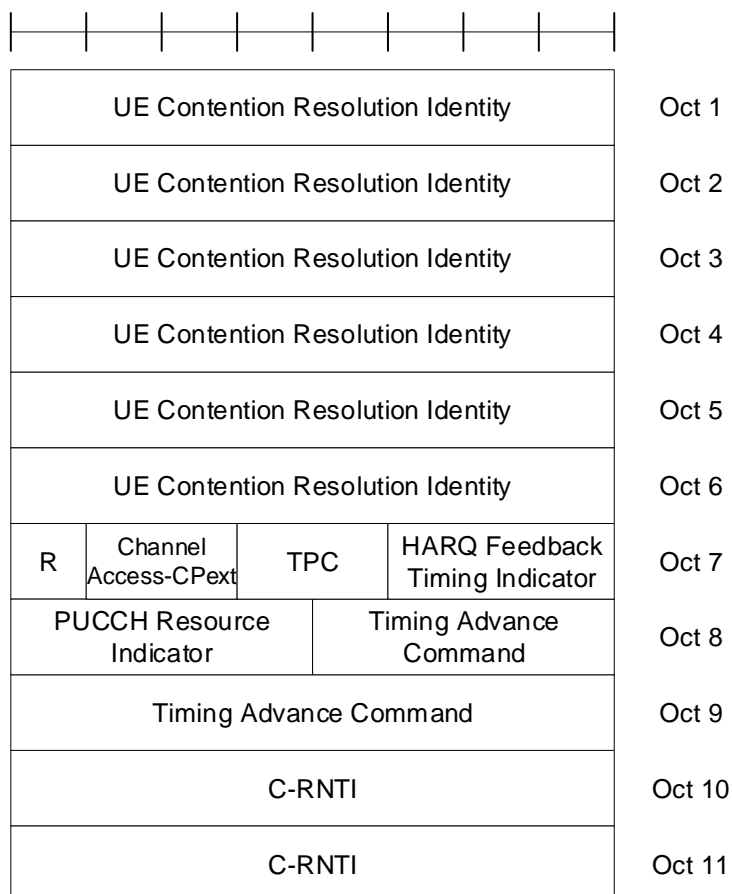 UE Contention Resolution Identity Oct 1
UE Contention Resolution Identity Oct 2
UE Contention Resolution Identity Oct 3
UE Contention Resolution Identity Oct 4
UE Contention Resolution Identity Oct 5
UE Contention Resolution Identity Oct 6
R
Channel
Access-CPext
TPC
HARQ Feedback
Timing Indicator
Oct 7
PUCCH Resource
Indicator
Timing Advance
Command
Oct 8
Timing Advance Command Oct 9
C-RNTI Oct 10
C-RNTI Oct 11